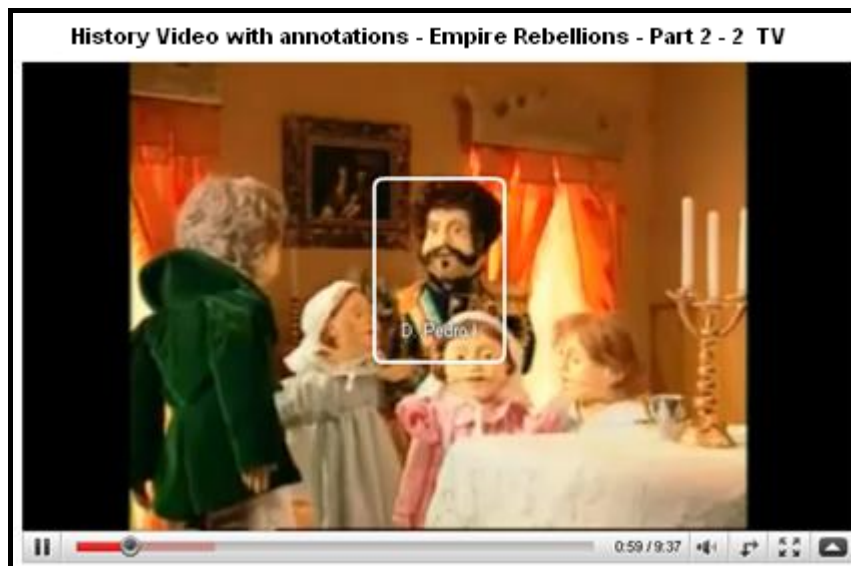 History Video with annotations - Empire Rebellions - Part 2 - 2 TV
D. Pedro I
0:59 / 9:37